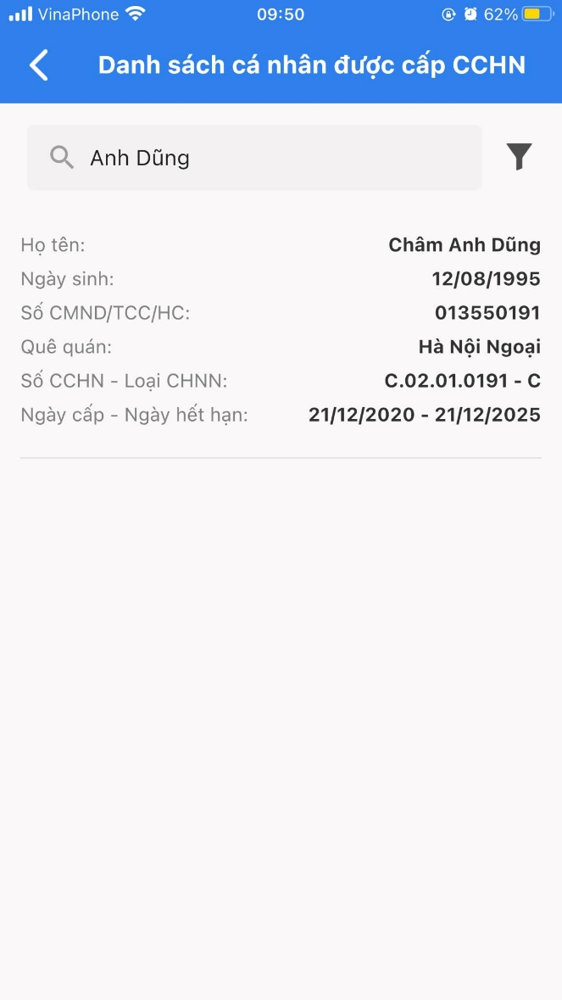 VinaPhone 09:50 62%
Danh sách cá nhân được cấp CCHN
Anh Dũng
Họ tên: Châm Anh Dũng
Ngày sinh: 12/08/1995
Số CMND/TCC/HC: 013550191
Quê quán: Hà Nội Ngoại
Số CCHN - Loại CHNN: C.02.01.0191 - C
Ngày cấp - Ngày hết hạn: 21/12/2020 - 21/12/2025